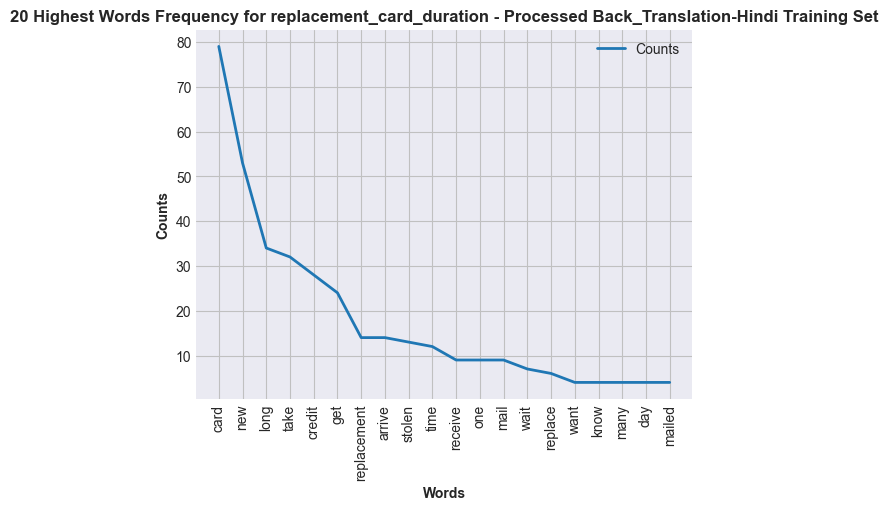 20 Highest Words Frequency for replacement_card_duration - Processed Back_Translation-Hindi Training Set
Counts
80
70
60
50
40
30
20
10
Counts
card
new
long
take
credit
get
replacement
arrive
stolen
time
receive
one
mail
wait
replace
want
know
many
day
mailed
Words